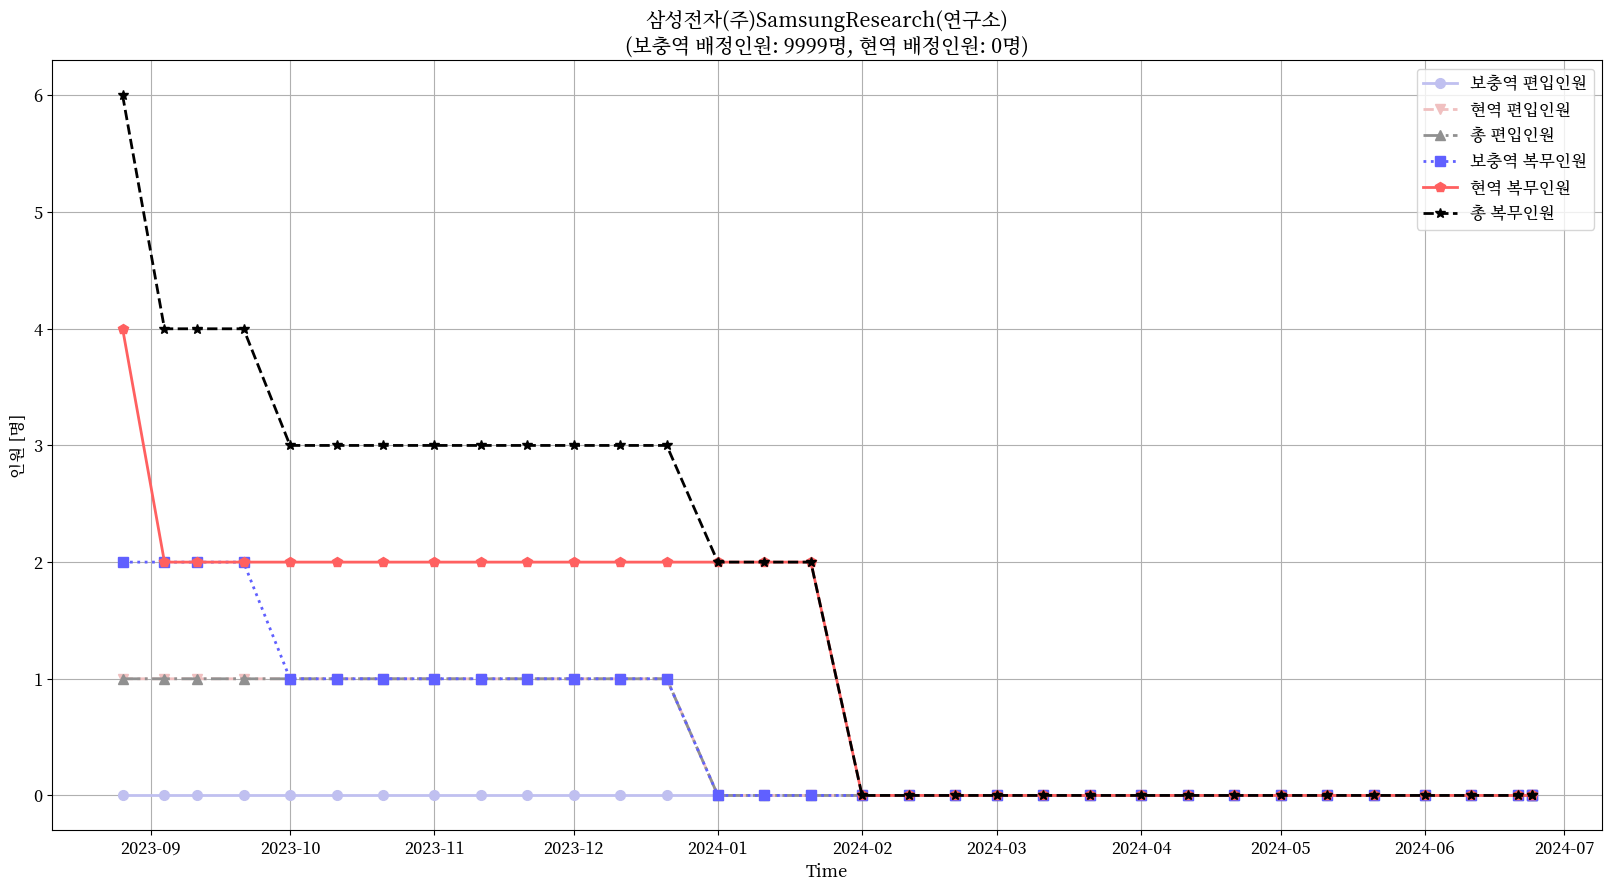 삼성전자(주)SamsungResearch(연구소)
(보충역 배정인원: 9999명, 현역 배정인원: 0명)
보충역 편입인원
현역 편입인원
총 편입인원
보충역 복무인원
현역 복무인원
총 복무인원
인원 [명]
6
5
4
3
2
1
0
2023-09 2023-10 2023-11 2023-12 2024-01 2024-02 2024-03 2024-04 2024-05 2024-06 2024-07
Time